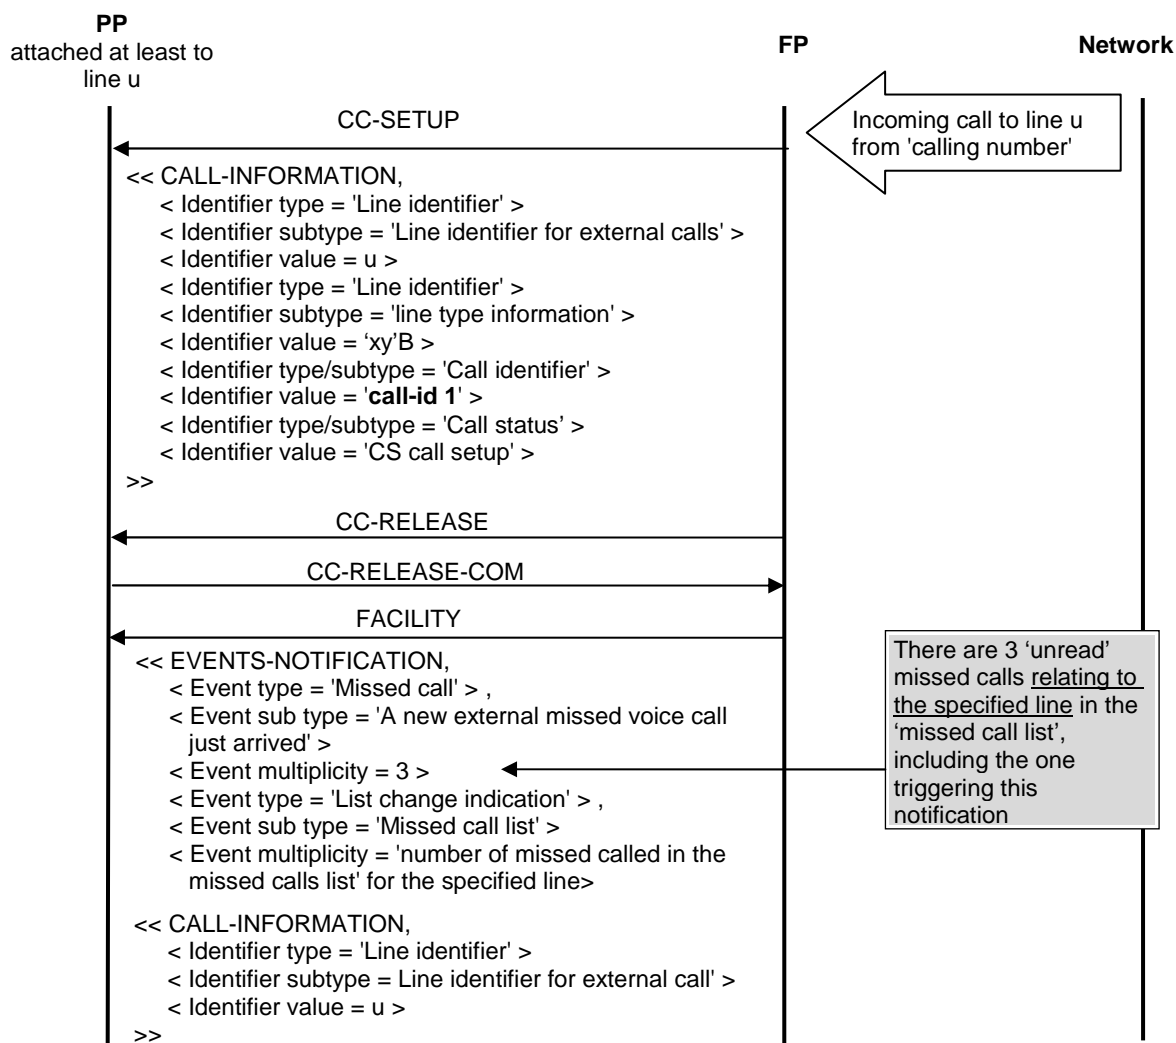 PP
attached at least to
line u
FP
Network
CC-SETUP
Incoming call to line u
from 'calling number'
<< CALL-INFORMATION,
< Identifier type = 'Line identifier' >
< Identifier subtype = 'Line identifier for external calls' >
< Identifier value = u >
< Identifier type = 'Line identifier' >
< Identifier subtype = 'line type information' >
< Identifier value = ‘xy’B >
< Identifier type/subtype = 'Call identifier' >
< Identifier value = 'call-id 1' >
< Identifier type/subtype = 'Call status’ >
< Identifier value = 'CS call setup' >
>>
CC-RELEASE
CC-RELEASE-COM
FACILITY
<< EVENTS-NOTIFICATION,
< Event type = 'Missed call' > ,
< Event sub type = 'A new external missed voice call
just arrived' >
< Event multiplicity = 3 >
< Event type = 'List change indication' > ,
< Event sub type = 'Missed call list' >
< Event multiplicity = 'number of missed called in the
missed calls list' for the specified line>
There are 3 ‘unread’
missed calls relating to
the specified line in the
‘missed call list’,
including the one
triggering this
notification
<< CALL-INFORMATION,
< Identifier type = 'Line identifier' >
< Identifier subtype = Line identifier for external call' >
< Identifier value = u >
>>